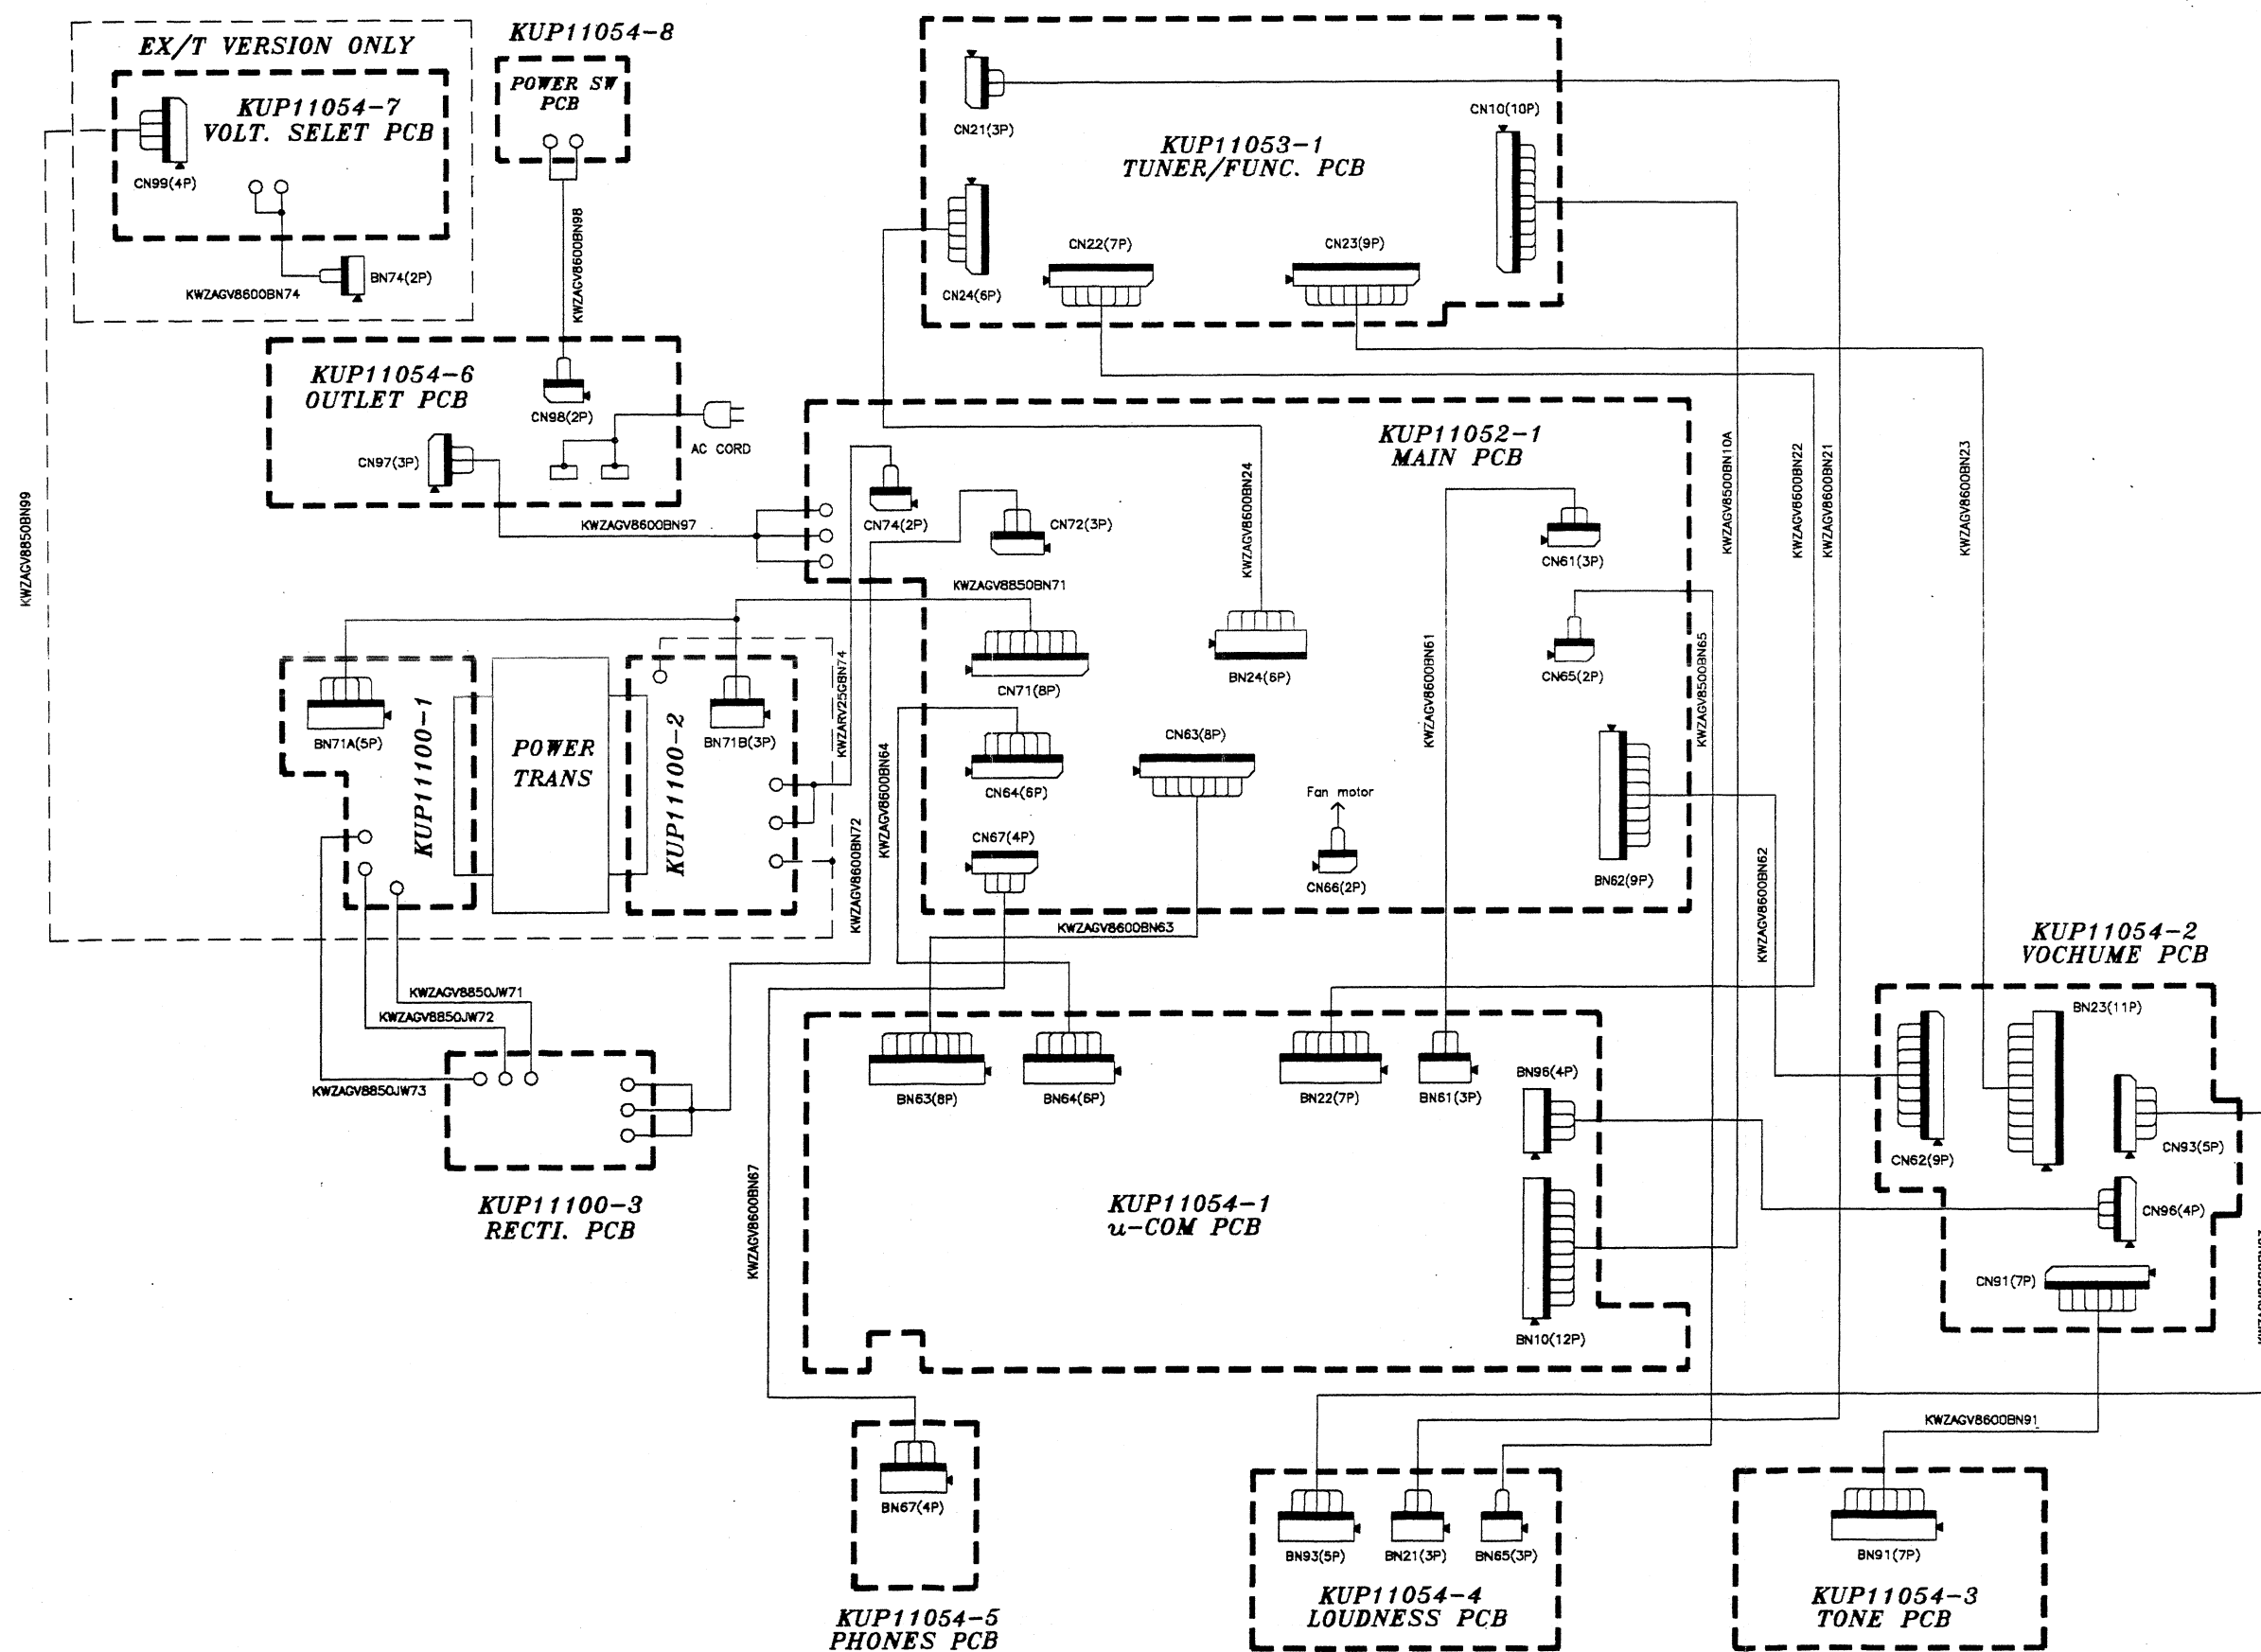 EX/T VERSION ONLY
KUP11054-7
VOLT. SELET PCB
CN99(4P)
KWZAGV8600BN74
BN74(2P)
KUP11054-8
POWER SW
PCB
KWZAGV8600BN98
KUP11054-6
OUTLET PCB
CN98(2P)
CN97(3P)
AC CORD
KWZAGV8600BN97
KWZAGV8850BN99
CN21(3P)
KUP11053-1
TUNER/FUNC. PCB
CN10(10P)
CN24(6P)
CN22(7P)
CN23(9P)
KUP11052-1
MAIN PCB
CN74(2P)
CN72(3P)
KWZAGV8600BN24
KWZAGV8850BN71
CN61(3P)
CN65(2P)
CN71(8P)
BN24(6P)
KWZAGV8600BN61
KWZAGV8500BN65
KWZAGV8500BN10A
KWZAGV8600BN22
KWZAGV8600BN21
KWZAGV8600BN23
CN64(6P)
CN63(8P)
Fan motor
CN67(4P)
CN66(2P)
BN62(9P)
KWZAGV8600BN62
KWZAGV8600BN63
BN71A(5P)
KUP11100-1
POWER
TRANS
KUP11100-2
BN71B(3P)
KWZARV25GBN74
KWZAGV8600BN72
KWZAGV8600BN64
KWZAGV8850JW71
KWZAGV8850JW72
KWZAGV8850JW73
KUP11100-3
RECTI. PCB
KWZAGV8600BN67
BN63(8P)
BN64(6P)
BN22(7P)
BN61(3P)
BN96(4P)
KUP11054-1
u-COM PCB
BN10(12P)
KUP11054-2
VOCHUME PCB
BN23(11P)
CN62(9P)
CN93(5P)
CN96(4P)
CN91(7P)
KWZAGV8600BN91
BN67(4P)
KUP11054-5
PHONES PCB
BN93(5P)
BN21(3P)
BN65(3P)
KUP11054-4
LOUDNESS PCB
BN91(7P)
KUP11054-3
TONE PCB